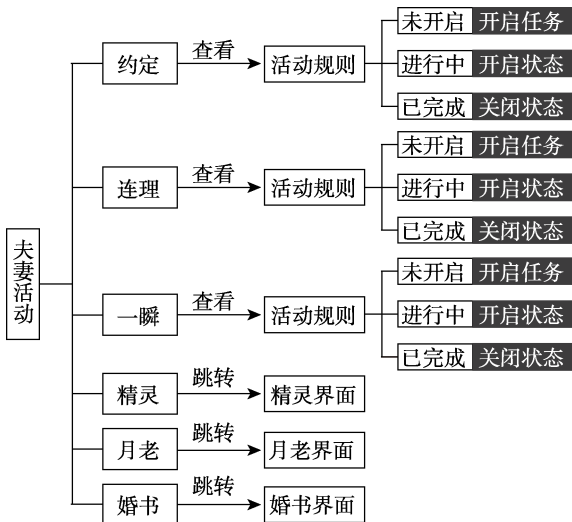 夫妻活动
约定
查看
活动规则
未开启 开启任务
进行中 开启状态
已完成 关闭状态
连理
查看
活动规则
未开启 开启任务
进行中 开启状态
已完成 关闭状态
一瞬
查看
活动规则
未开启 开启任务
进行中 开启状态
已完成 关闭状态
精灵
跳转
精灵界面
月老
跳转
月老界面
婚书
跳转
婚书界面